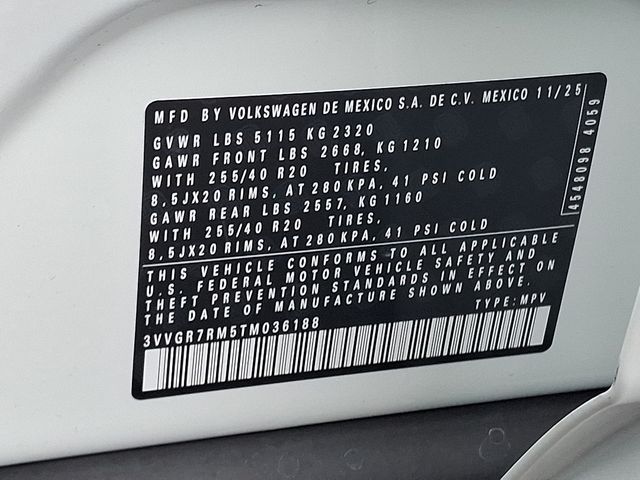 MFD BY VOLKSWAGEN DE MEXICO S.A. DE C.V. MEXICO 11/25
GVWR LBS 5115 KG 2320
GAWR FRONT LBS 2668, KG 1210
WITH 255/40 R20 TIRES,
8,5JX20 RIMS, AT 280 KPA, 41 PSI COLD
GAWR REAR LBS 2557, KG 1160
WITH 255/40 R20 TIRES,
8,5JX20 RIMS, AT 280 KPA, 41 PSI COLD
4548098 4059
THIS VEHICLE CONFORMS TO ALL APPLICABLE
U.S. FEDERAL MOTOR VEHICLE SAFETY AND
THEFT PREVENTION STANDARDS IN EFFECT ON
THE DATE OF MANUFACTURE SHOWN ABOVE.
3VVGR7RM5TM036188 TYPE: MPV